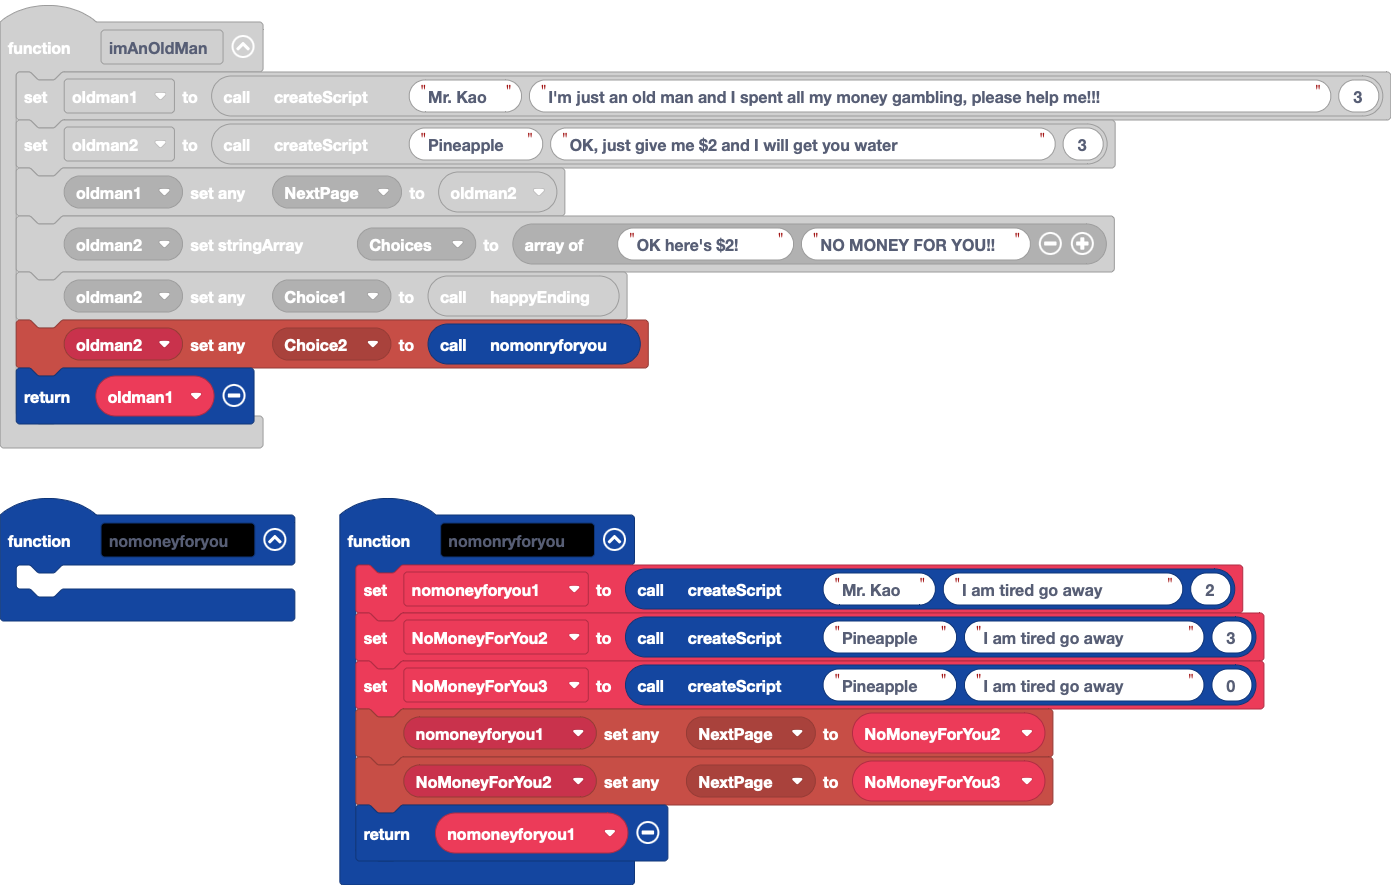 function imAnOldMan
set oldman1 to call createScript "Mr. Kao" "I'm just an old man and I spent all my money gambling, please help me!!!" 3
set oldman2 to call createScript "Pineapple" "OK, just give me $2 and I will get you water" 3
oldman1 set any NextPage to oldman2
oldman2 set stringArray Choices to array of "OK here's $2!" "NO MONEY FOR YOU!!"
oldman2 set any Choice1 to call happyEnding
oldman2 set any Choice2 to call nomonryforyou
return oldman1
function nomoneyforyou
function nomonryforyou
set nomoneyforyou1 to call createScript "Mr. Kao" "I am tired go away" 2
set NoMoneyForYou2 to call createScript "Pineapple" "I am tired go away" 3
set NoMoneyForYou3 to call createScript "Pineapple" "I am tired go away" 0
nomoneyforyou1 set any NextPage to NoMoneyForYou2
NoMoneyForYou2 set any NextPage to NoMoneyForYou3
return nomoneyforyou1